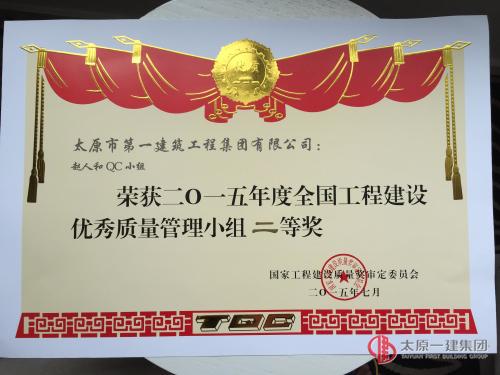 太原市第一建筑工程集团有限公司：
赵人和QC小组
荣获二〇一五年度全国工程建设
优秀质量管理小组 二等奖
国家工程建设质量奖审定委员会
二〇一五年七月
TQC
太原一建集团
TAIYUAN FIRST BUILDING GROUP